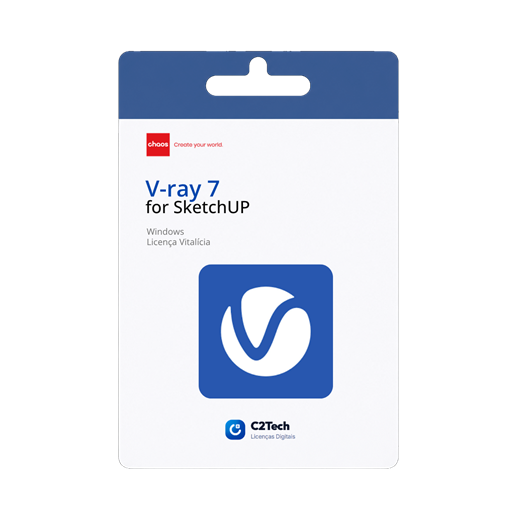 chaos Create your world.
V-ray 7
for SketchUP
Windows
Licença Vitalícia
C2Tech
Licenças Digitais